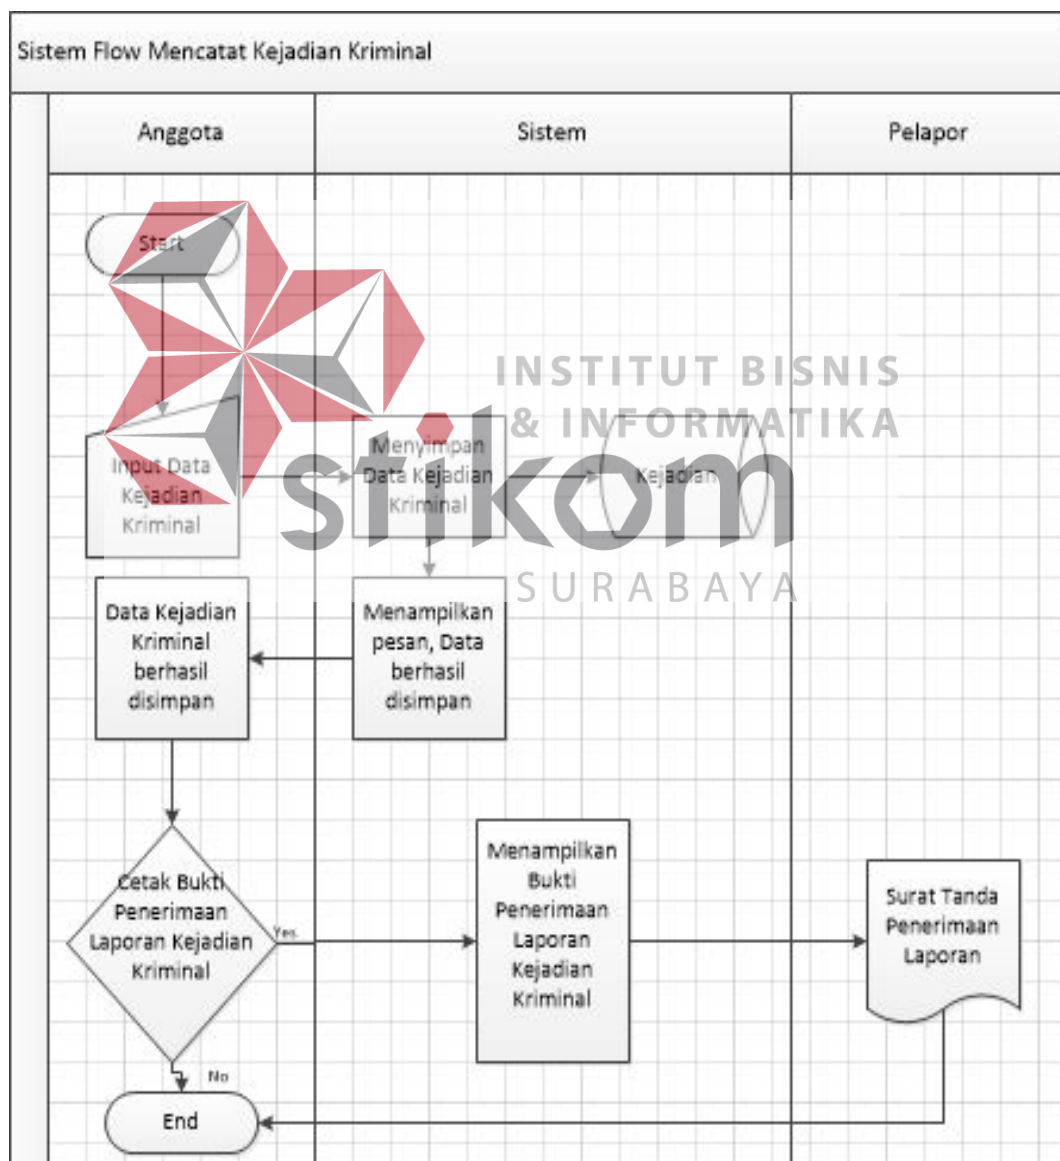 Sistem Flow Mencatat Kejadian Kriminal
Anggota
Sistem
Pelapor
Start
INSTITUT BISNIS
& INFORMATIKA
stikom
SURABAYA
Input Data
Kejadian
Kriminal
Menyimpan
Data Kejadian
Kriminal
Kejadian
Data Kejadian
Kriminal
berhasil
disimpan
Menampilkan
pesan, Data
berhasil
disimpan
Cetak Bukti
Penerimaan
Laporan Kejadian
Kriminal
Yes
Menampilkan
Bukti
Penerimaan
Laporan
Kejadian
Kriminal
Surat Tanda
Penerimaan
Laporan
No
End